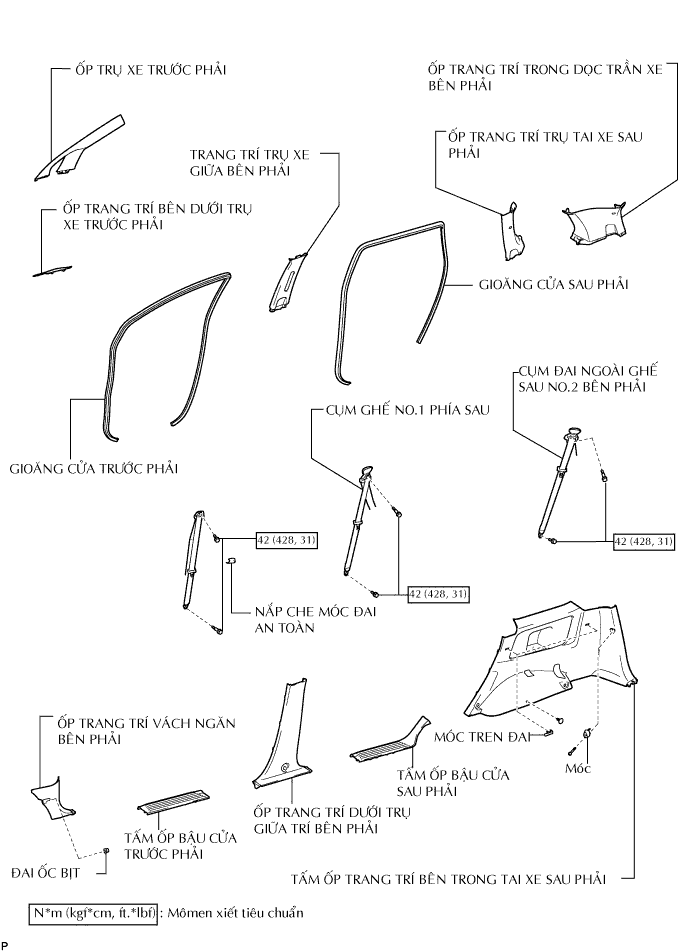 ỐP TRỤ XE TRƯỚC PHẢI
ỐP TRANG TRÍ TRONG DỌC TRẦN XE
BÊN PHẢI
ỐP TRANG TRÍ TRỤ TAI XE SAU
PHẢI
TRANG TRÍ TRỤ XE
GIỮA BÊN PHẢI
ỐP TRANG TRÍ BÊN DƯỚI TRỤ
XE TRƯỚC PHẢI
GIOĂNG CỬA SAU PHẢI
CỤM ĐAI NGOÀI GHẾ
SAU NO.2 BÊN PHẢI
CỤM GHẾ NO.1 PHÍA SAU
GIOĂNG CỬA TRƯỚC PHẢI
42 (428, 31)
42 (428, 31)
42 (428, 31)
NẮP CHE MÓC ĐAI
AN TOÀN
ỐP TRANG TRÍ VÁCH NGĂN
BÊN PHẢI
MÓC TREN ĐAI
Móc
TẤM ỐP BẬU CỬA
SAU PHẢI
ỐP TRANG TRÍ DƯỚI TRỤ
GIỮA TRÍ BÊN PHẢI
TẤM ỐP BẬU CỬA
TRƯỚC PHẢI
ĐAI ỐC BỊT
TẤM ỐP TRANG TRÍ BÊN TRONG TAI XE SAU PHẢI
N*m (kgf*cm, ft.*lbf) : Mômen xiết tiêu chuẩn
P